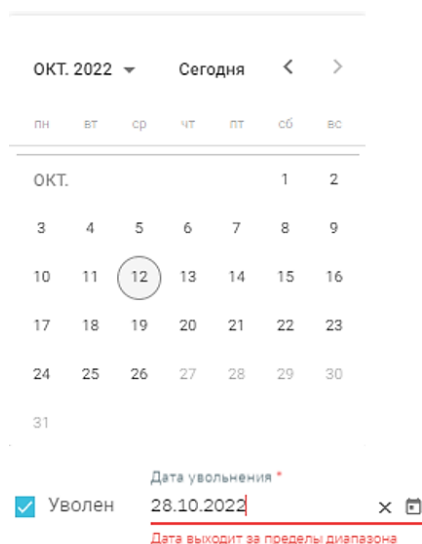 ОКТ. 2022 Сегодня
пн вт ср чт пт сб вс
ОКТ. 1 2
3 4 5 6 7 8 9
10 11 12 13 14 15 16
17 18 19 20 21 22 23
24 25 26 27 28 29 30
31
Дата увольнения *
Уволен 28.10.2022
Дата выходит за пределы диапазона